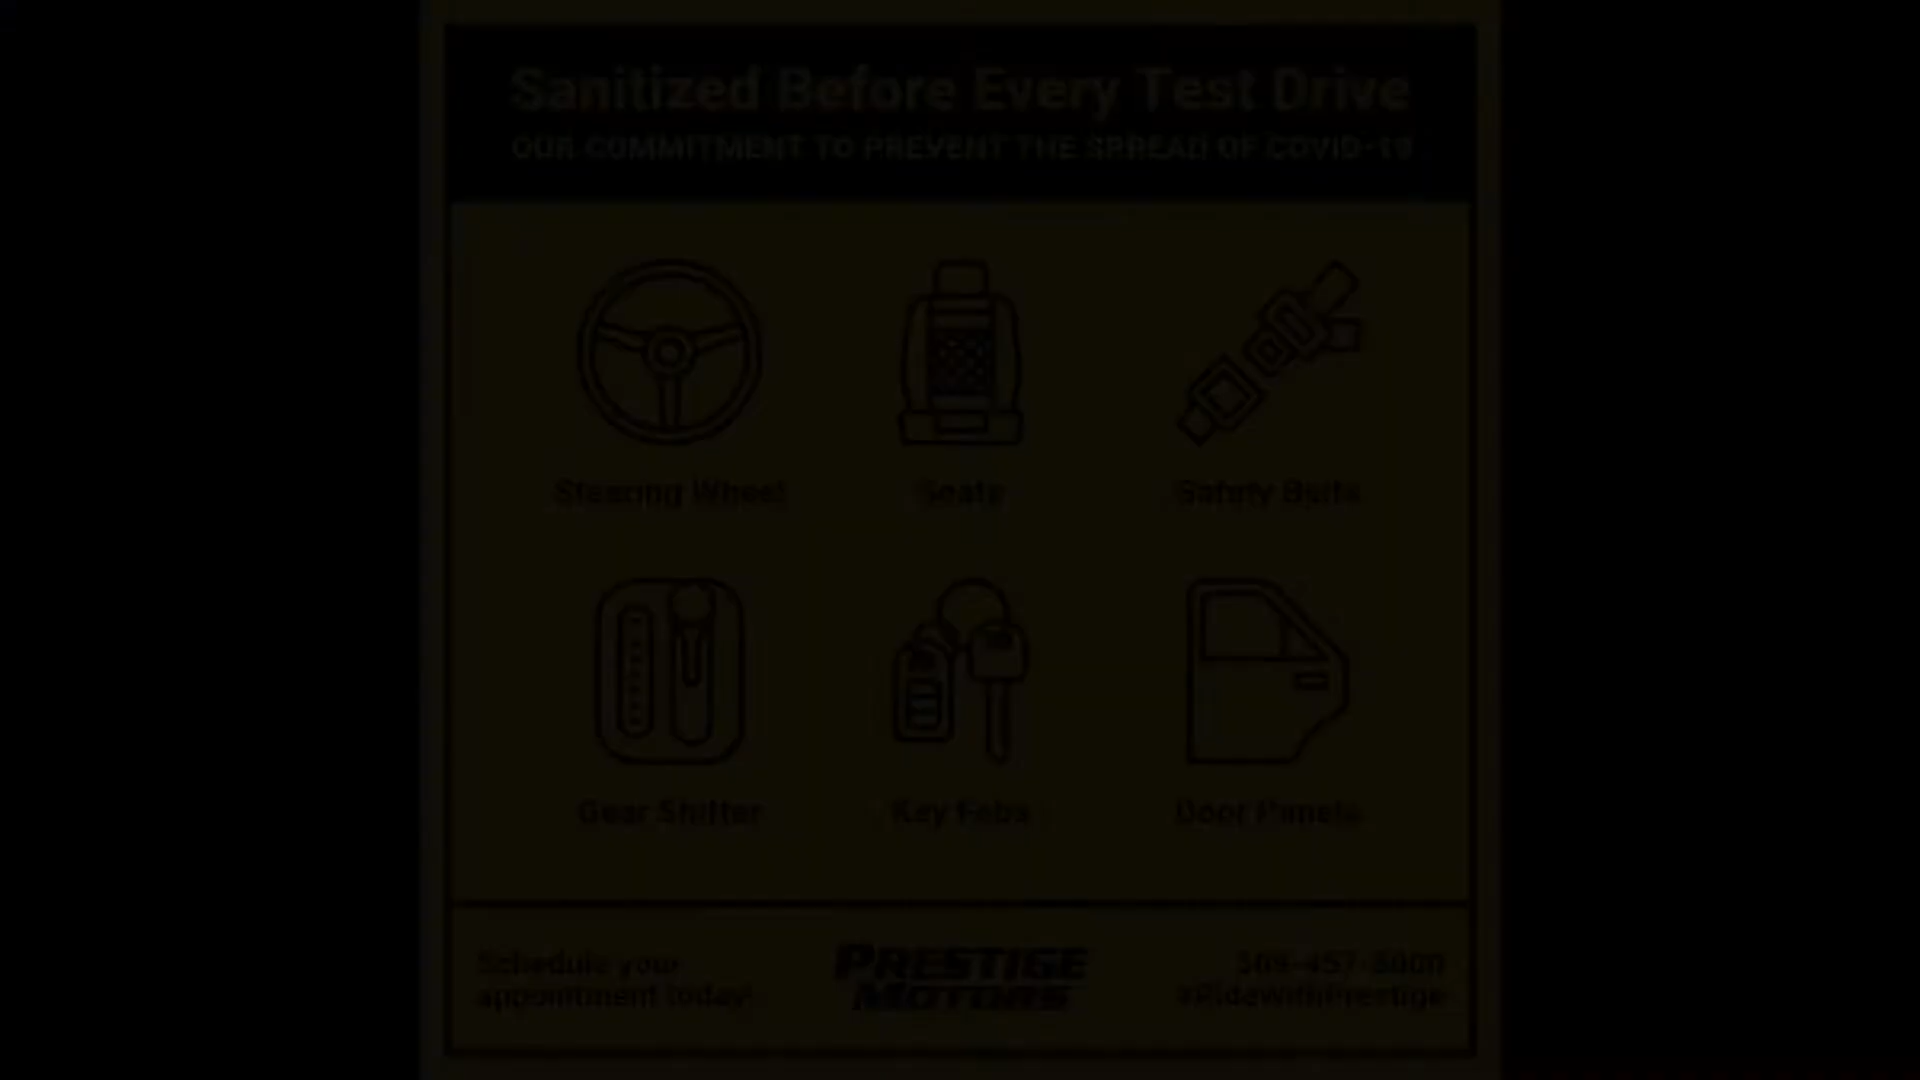 Sanitized Before Every Test Drive
OUR COMMITMENT TO PREVENT THE SPREAD OF COVID-19
Steering Wheel
Seats
Safety Belts
Gear Shifter
Key Fobs
Door Panels
Schedule your
appointment today!
PRESTIGE
MOTORS
#RideWithPrestige